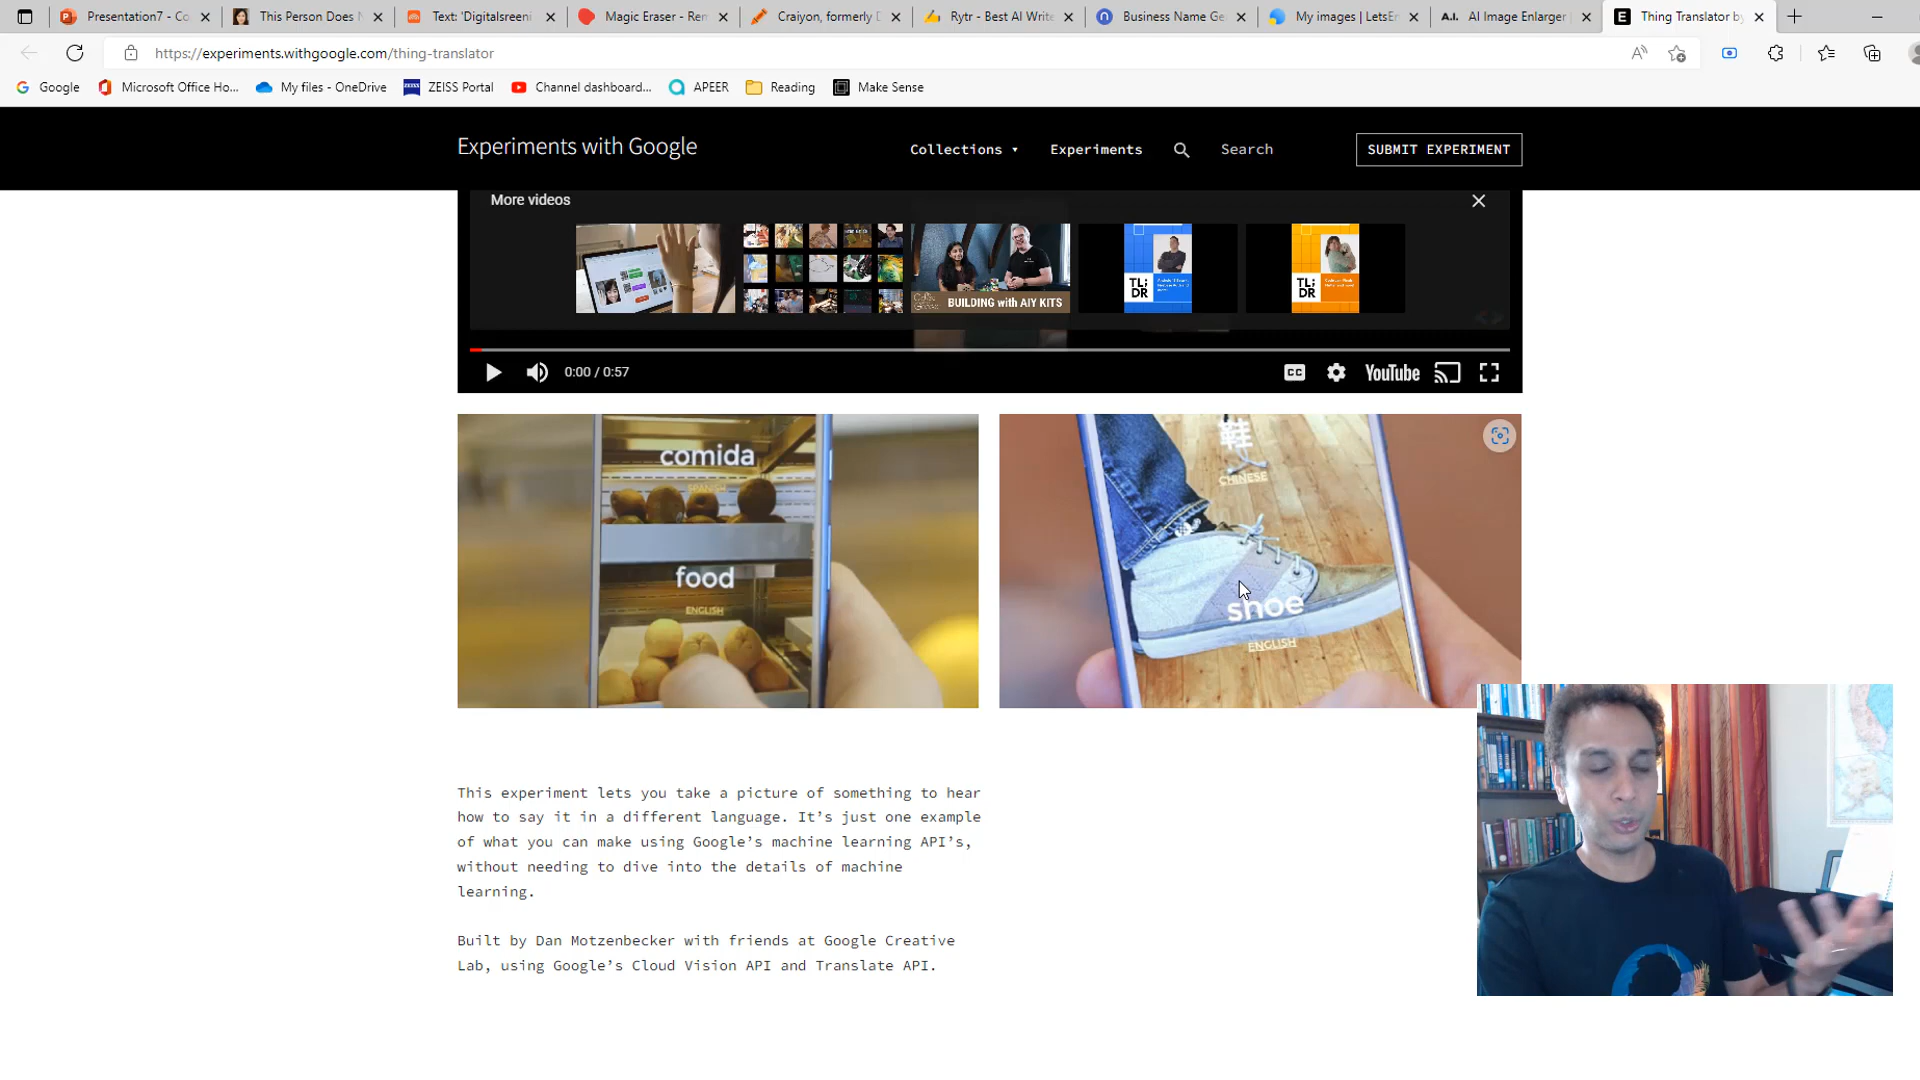 Presentation7 - Co
This Person Does N
Text: 'Digitalsreeni
Magic Eraser - Rem
Craiyon, formerly D
Rytr - Best AI Write
Business Name Ge
My images | LetsEn
A.I. AI Image Enlarger |
E Thing Translator by
https://experiments.withgoogle.com/thing-translator
Google
Microsoft Office Ho...
My files - OneDrive
ZEISS Portal
Channel dashboard...
APEER
Reading
Make Sense
Experiments with Google
Collections
Experiments
Search
SUBMIT EXPERIMENT
More videos
BUILDING with AIY KITS
TL;DR
TL;DR
0:00 / 0:57
CC
YouTube
comida
SPANISH
food
ENGLISH
鞋
CHINESE
shoe
ENGLISH
This experiment lets you take a picture of something to hear
how to say it in a different language. It's just one example
of what you can make using Google's machine learning API's,
without needing to dive into the details of machine
learning.
Built by Dan Motzenbecker with friends at Google Creative
Lab, using Google's Cloud Vision API and Translate API.